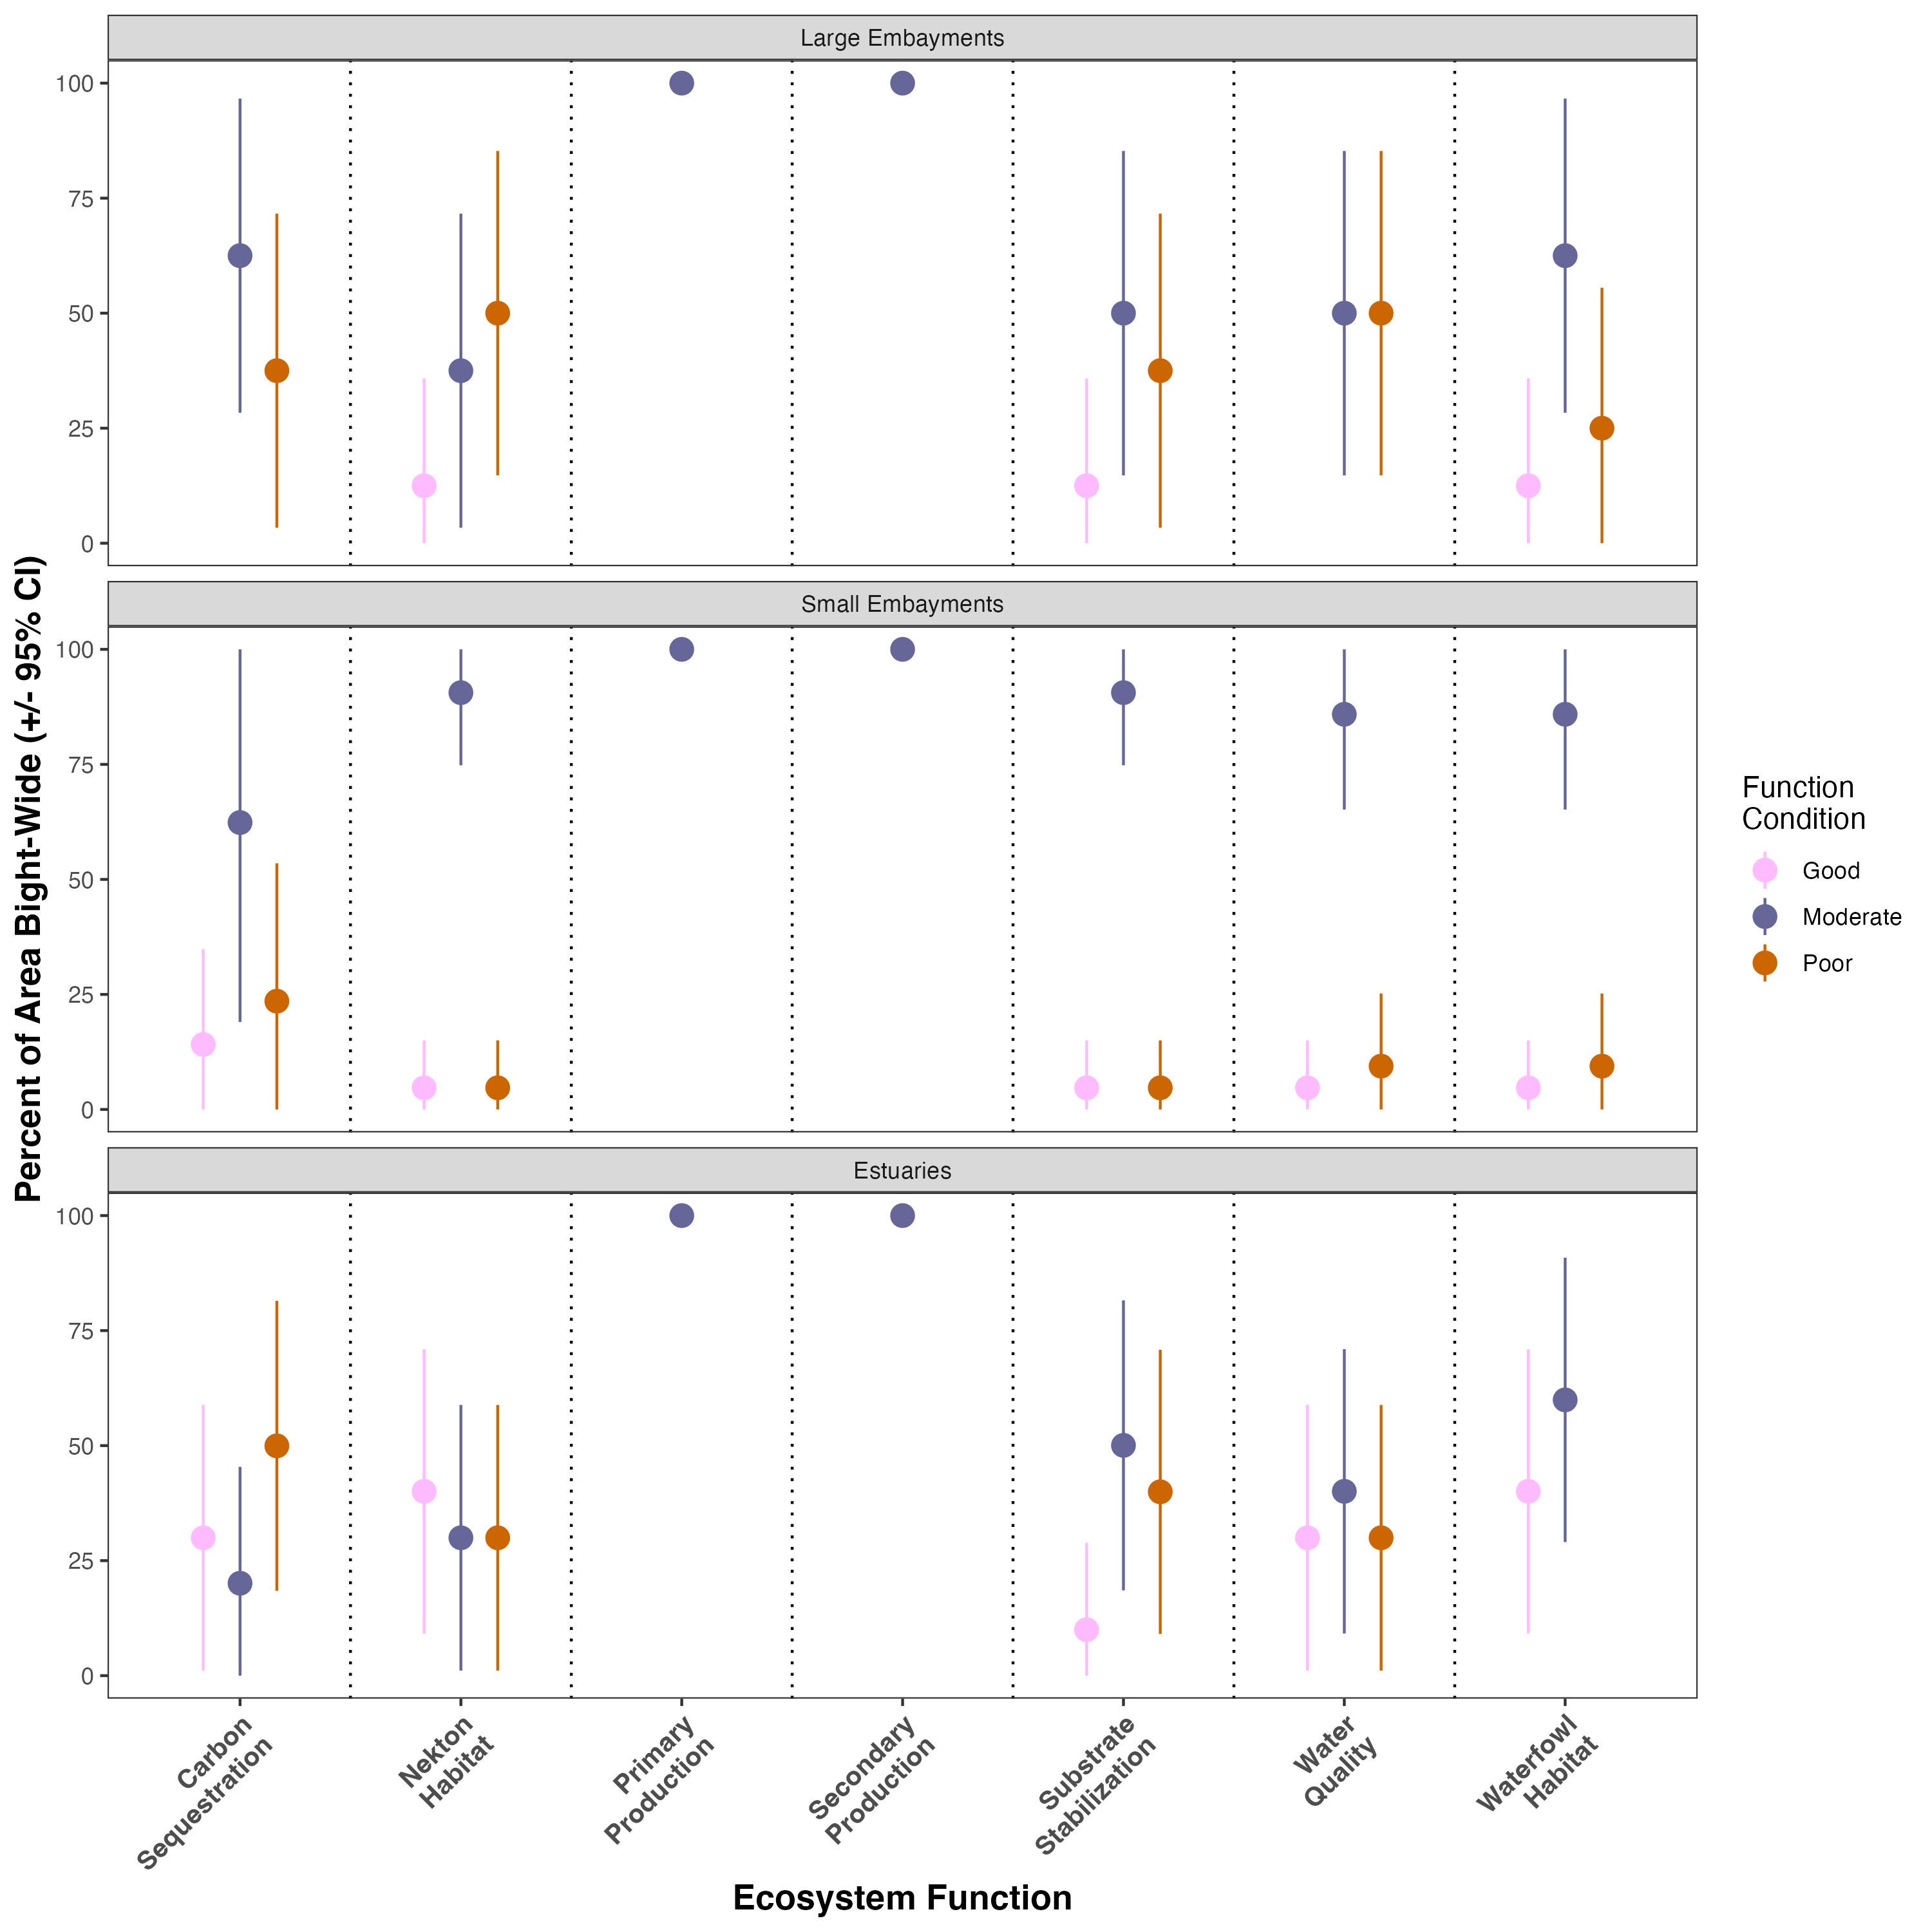 Large Embayments
100
75
50
25
0
Small Embayments
100
75
50
25
0
Estuaries
100
75
50
25
0
Percent of Area Bight-Wide (+/- 95% CI)
Carbon
Sequestration
Nekton
Habitat
Primary
Production
Secondary
Production
Substrate
Stabilization
Water
Quality
Waterfowl
Habitat
Ecosystem Function
Function
Condition
Good
Moderate
Poor